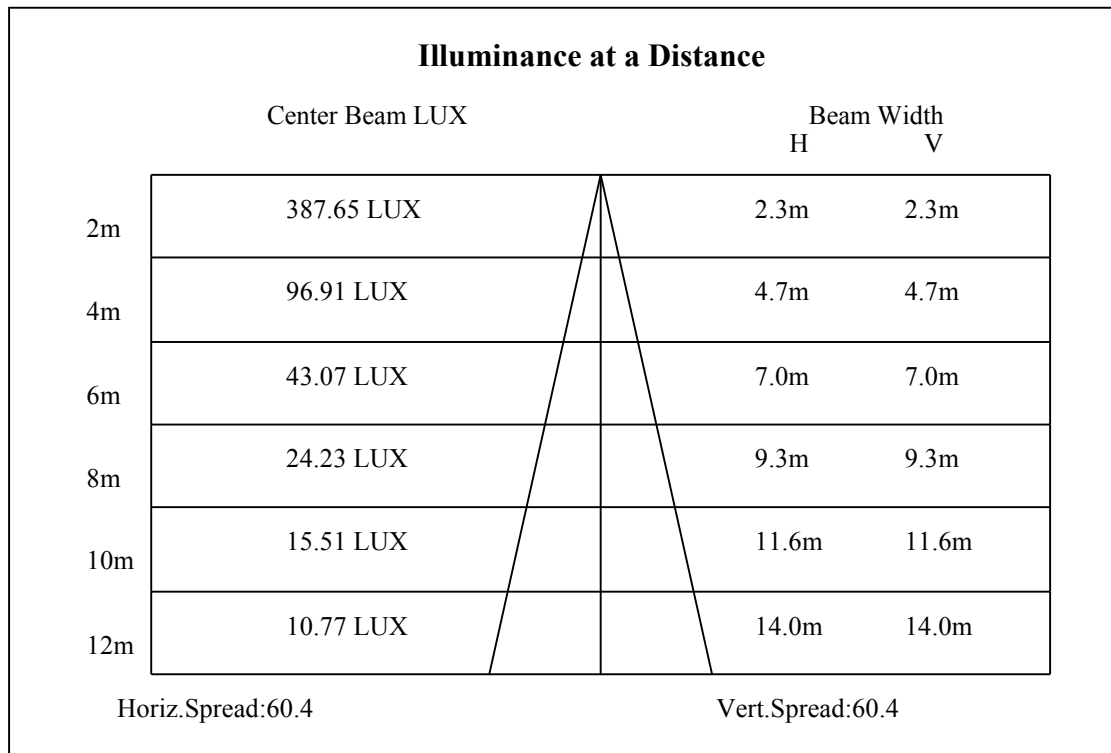 Illuminance at a Distance
Center Beam LUX Beam Width
H V
2m 387.65 LUX 2.3m 2.3m
4m 96.91 LUX 4.7m 4.7m
6m 43.07 LUX 7.0m 7.0m
8m 24.23 LUX 9.3m 9.3m
10m 15.51 LUX 11.6m 11.6m
12m 10.77 LUX 14.0m 14.0m
Horiz.Spread:60.4 Vert.Spread:60.4